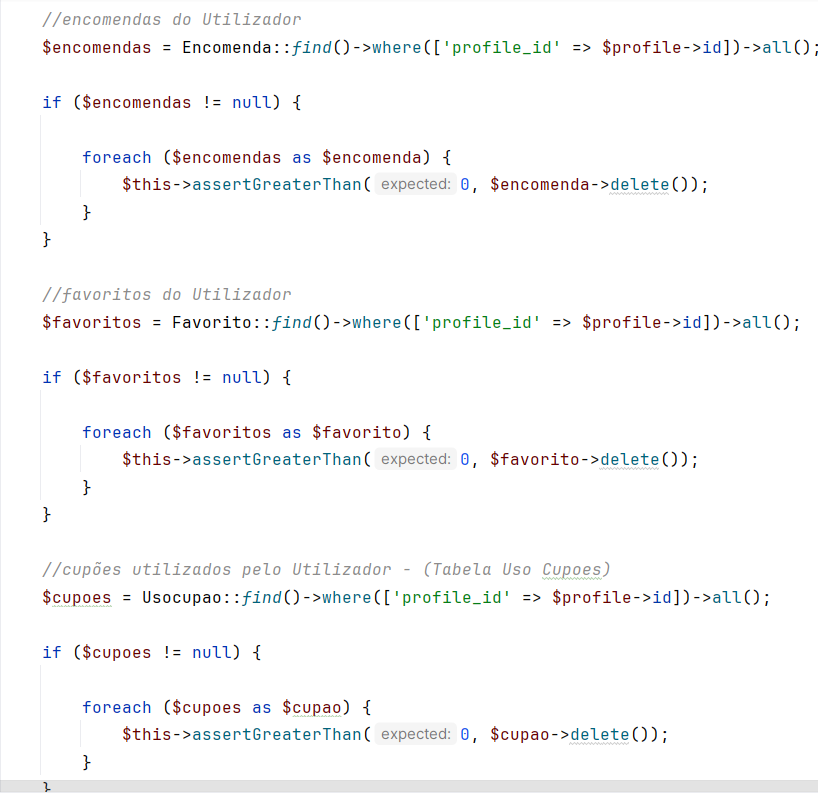 //encomendas do Utilizador
$encomendas = Encomenda::find()->where(['profile_id' => $profile->id])->all();
if ($encomendas != null) {
foreach ($encomendas as $encomenda) {
$this->assertGreaterThan( expected: 0, $encomenda->delete());
}
}
//favoritos do Utilizador
$favoritos = Favorito::find()->where(['profile_id' => $profile->id])->all();
if ($favoritos != null) {
foreach ($favoritos as $favorito) {
$this->assertGreaterThan( expected: 0, $favorito->delete());
}
}
//cupões utilizados pelo Utilizador - (Tabela Uso Cupoes)
$cupoes = Usocupao::find()->where(['profile_id' => $profile->id])->all();
if ($cupoes != null) {
foreach ($cupoes as $cupao) {
$this->assertGreaterThan( expected: 0, $cupao->delete());
}
}